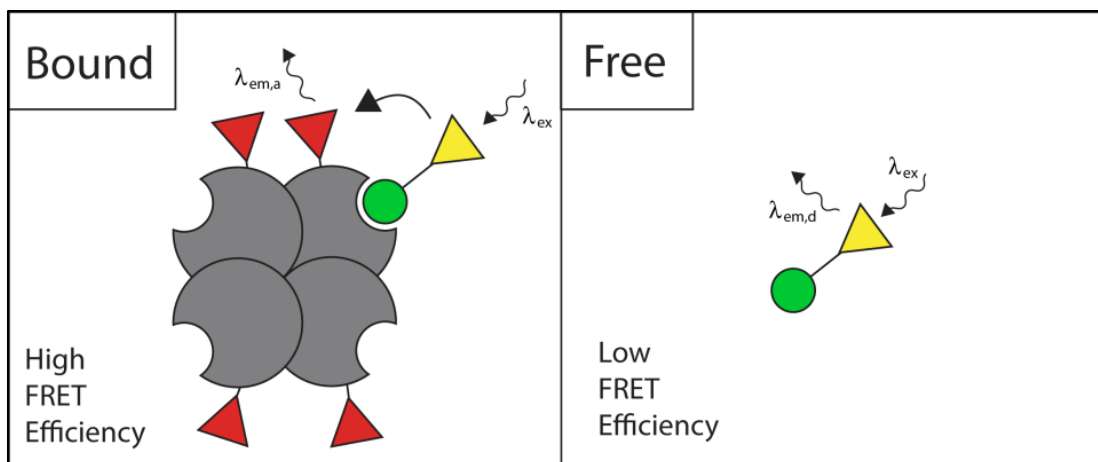 Bound
λem,a
λex
High
FRET
Efficiency
Free
λex
λem,d
Low
FRET
Efficiency